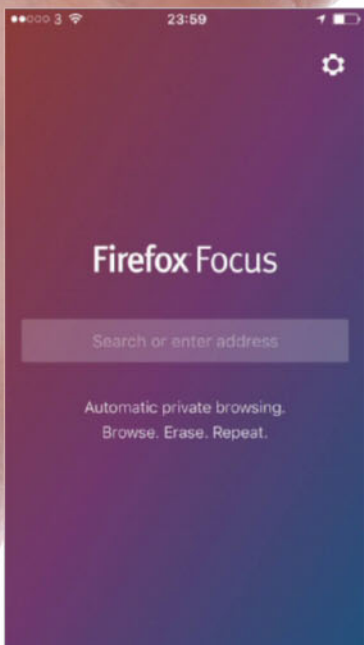 3 23:59
Firefox Focus
Search or enter address
Automatic private browsing.
Browse. Erase. Repeat.